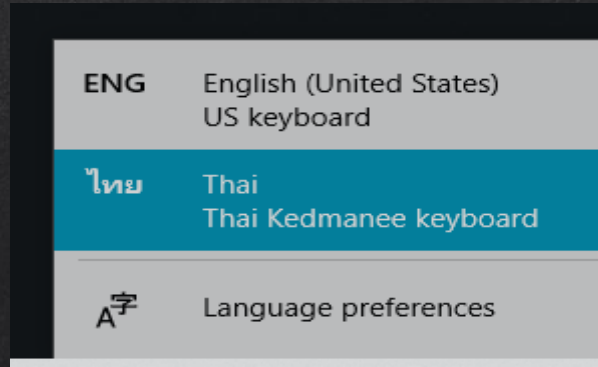 ENG English (United States)
US keyboard
ไทย Thai
Thai Kedmanee keyboard
A字 Language preferences